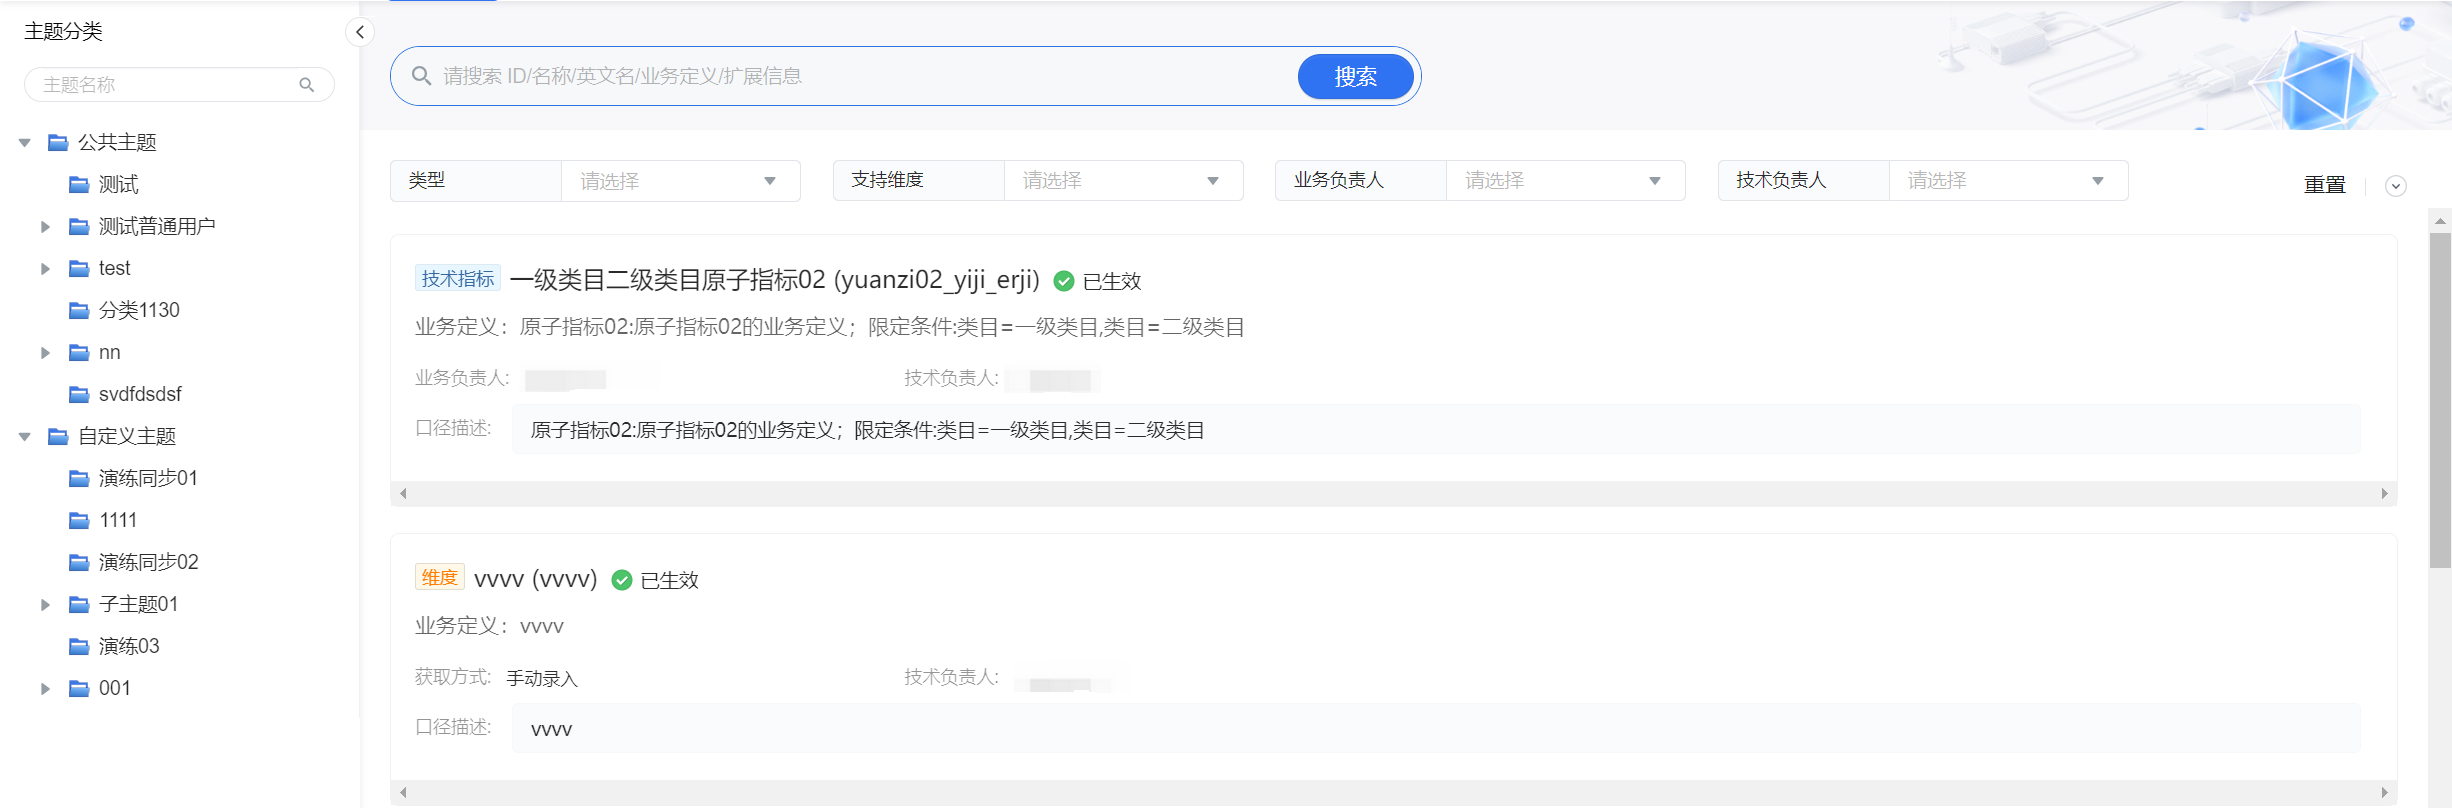 主题分类
主题名称
公共主题
测试
测试普通用户
test
分类1130
nn
svdfdsdsf
自定义主题
演练同步01
1111
演练同步02
子主题01
演练03
001
请搜索 ID/名称/英文名/业务定义/扩展信息
搜索
类型 请选择 支持维度 请选择 业务负责人 请选择 技术负责人 请选择 重置
技术指标 一级类目二级类目原子指标02 (yuanzi02_yiji_erji) 已生效
业务定义：原子指标02:原子指标02的业务定义；限定条件:类目=一级类目,类目=二级类目
业务负责人: 技术负责人:
口径描述: 原子指标02:原子指标02的业务定义；限定条件:类目=一级类目,类目=二级类目
维度 vvvv (vvvv) 已生效
业务定义：vvvv
获取方式: 手动录入 技术负责人:
口径描述: vvvv